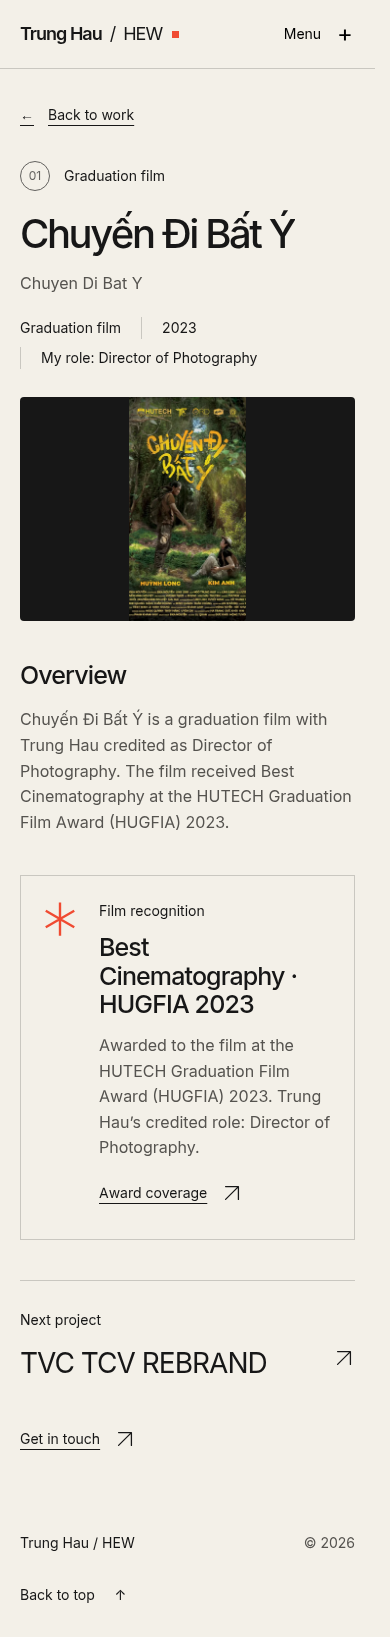 Trung Hau / HEW
Menu +
← Back to work
01 Graduation film
Chuyến Đi Bất Ý
Chuyen Di Bat Y
Graduation film
2023
My role: Director of Photography
HUTECH
CHUYẾN ĐI
BẤT Ý
HUỲNH LONG
KIM ANH
Overview
Chuyến Đi Bất Ý is a graduation film with
Trung Hau credited as Director of
Photography. The film received Best
Cinematography at the HUTECH Graduation
Film Award (HUGFIA) 2023.
Film recognition
Best
Cinematography ·
HUGFIA 2023
Awarded to the film at the
HUTECH Graduation Film
Award (HUGFIA) 2023. Trung
Hau’s credited role: Director of
Photography.
Award coverage
Next project
TVC TCV REBRAND
Get in touch
Trung Hau / HEW
© 2026
Back to top ↑